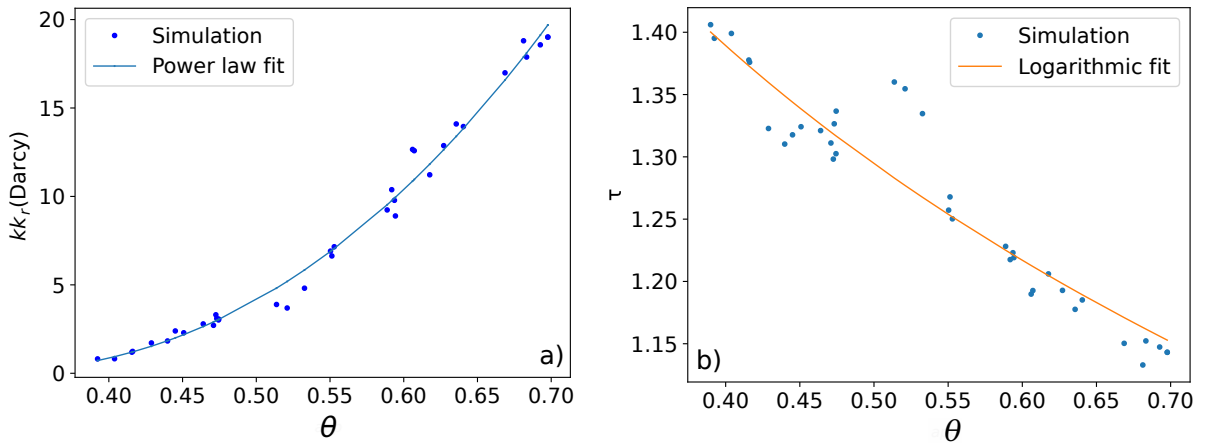 20
15
10
5
0
kk_r(Darcy)
Simulation
Power law fit
a)
0.40 0.45 0.50 0.55 0.60 0.65 0.70
θ
1.40
1.35
1.30
1.25
1.20
1.15
τ
Simulation
Logarithmic fit
b)
0.40 0.45 0.50 0.55 0.60 0.65 0.70
θ